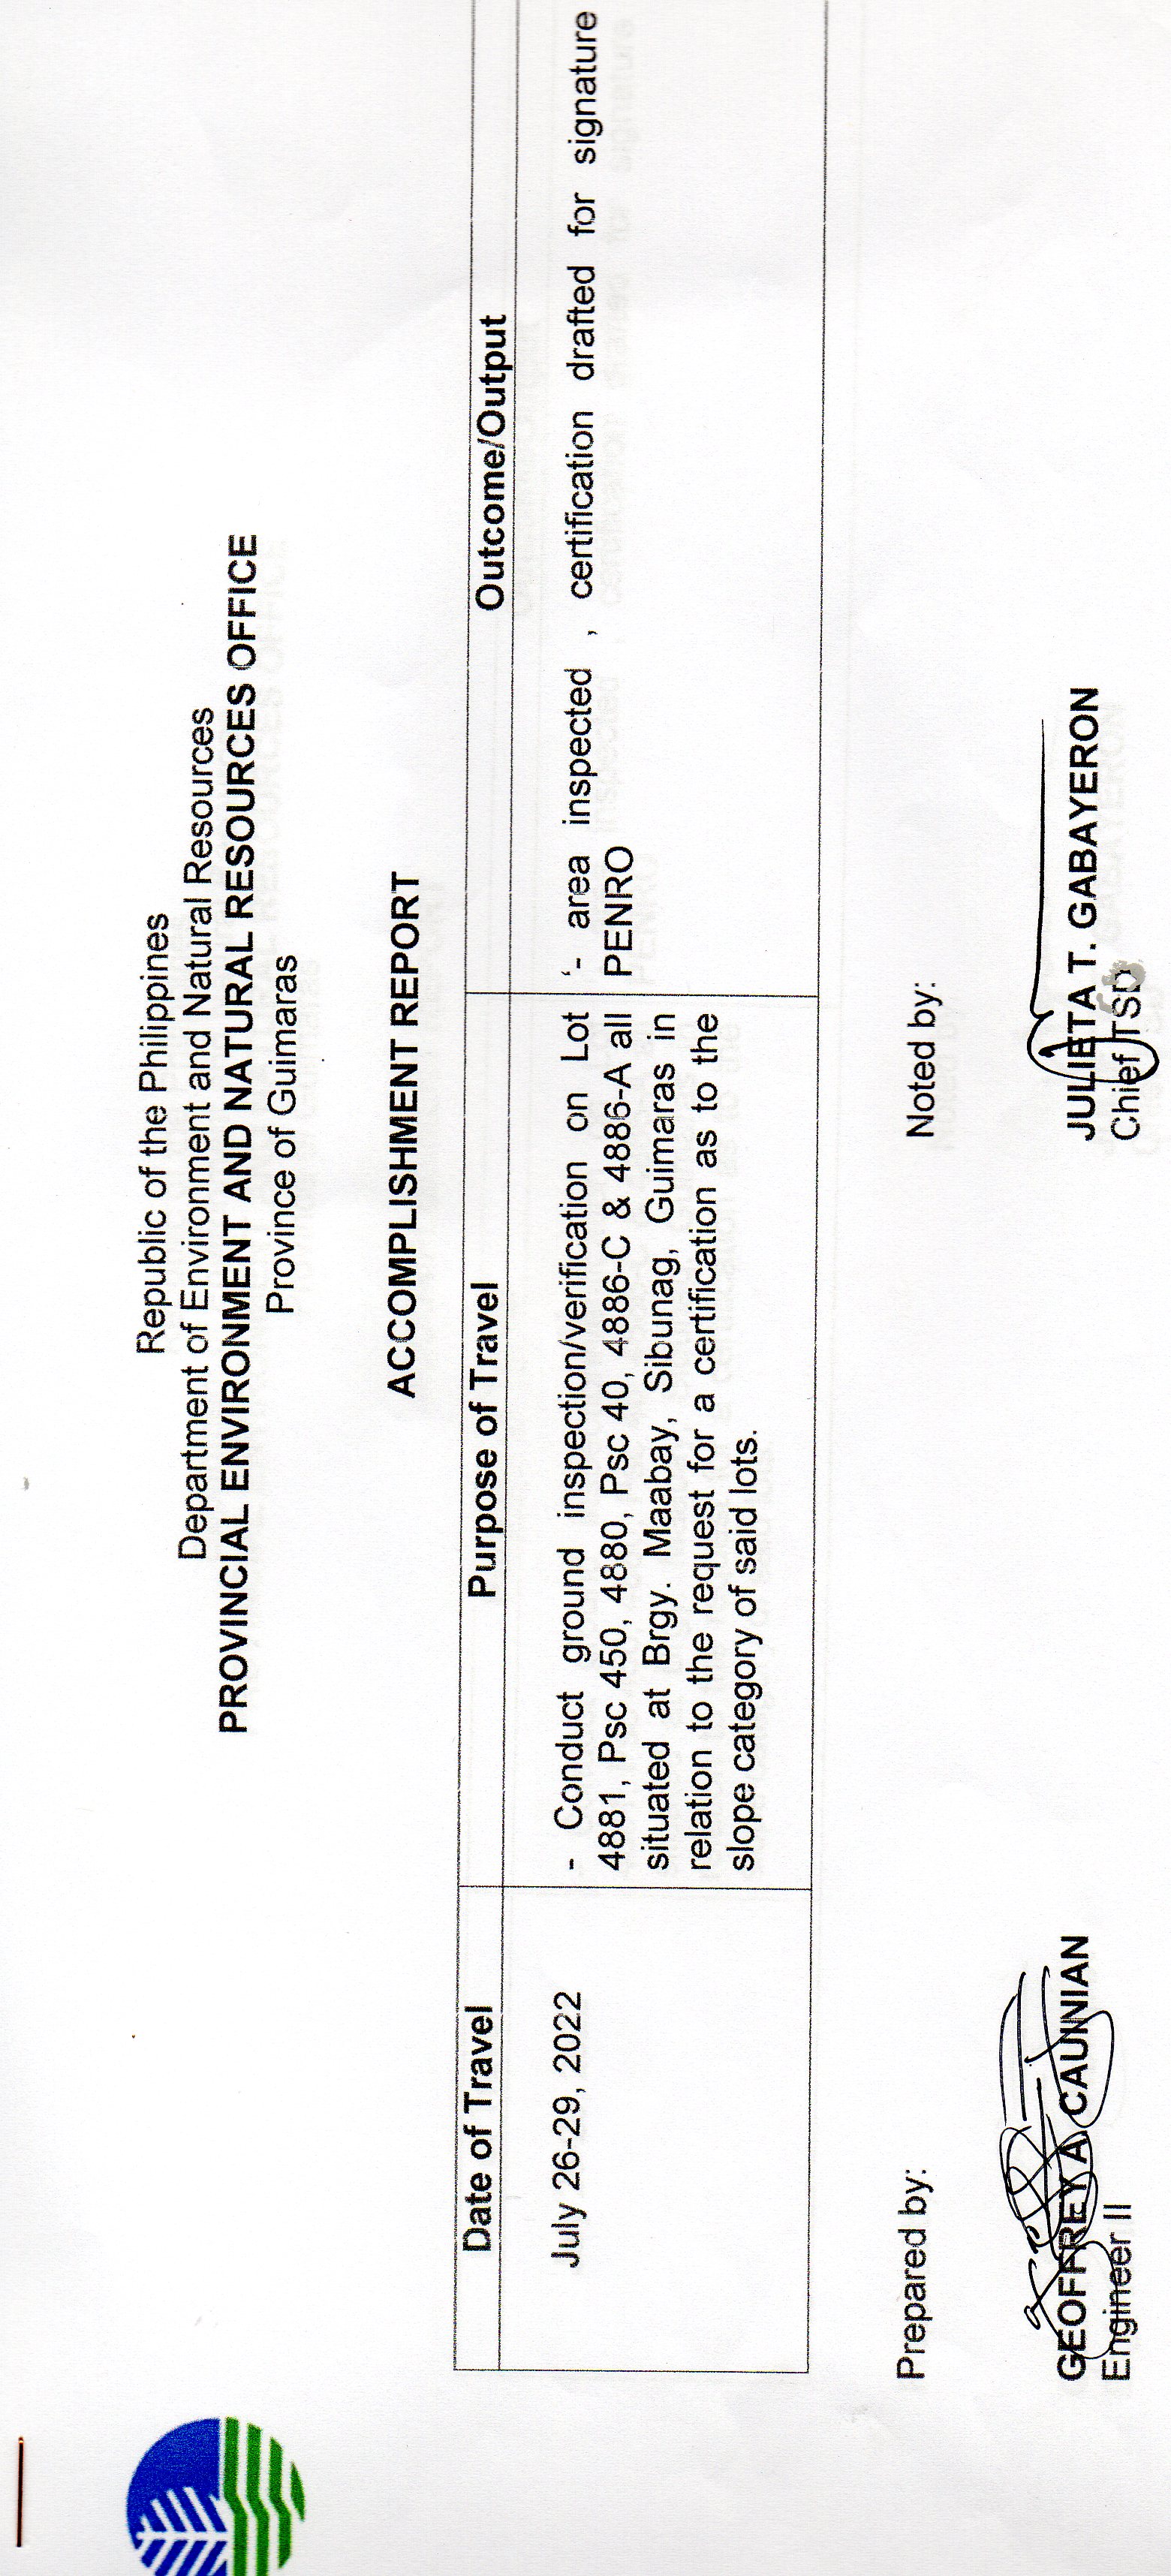 Republic of the Philippines
Department of Environment and Natural Resources
PROVINCIAL ENVIRONMENT AND NATURAL RESOURCES OFFICE
Province of Guimaras
ACCOMPLISHMENT REPORT
Date of Travel
Purpose of Travel
Outcome/Output
July 26-29, 2022
- Conduct ground inspection/verification on Lot
4881, Psc 450, 4880, Psc 40, 4886-C & 4886-A all
situated at Brgy. Maabay, Sibunag, Guimaras in
relation to the request for a certification as to the
slope category of said lots.
‘- area inspected , certification drafted for signature
PENRO
Prepared by:
GEOFFREY A. CAUINIAN
Engineer II
Noted by:
JULIETA T. GABAYERON
Chief TSD